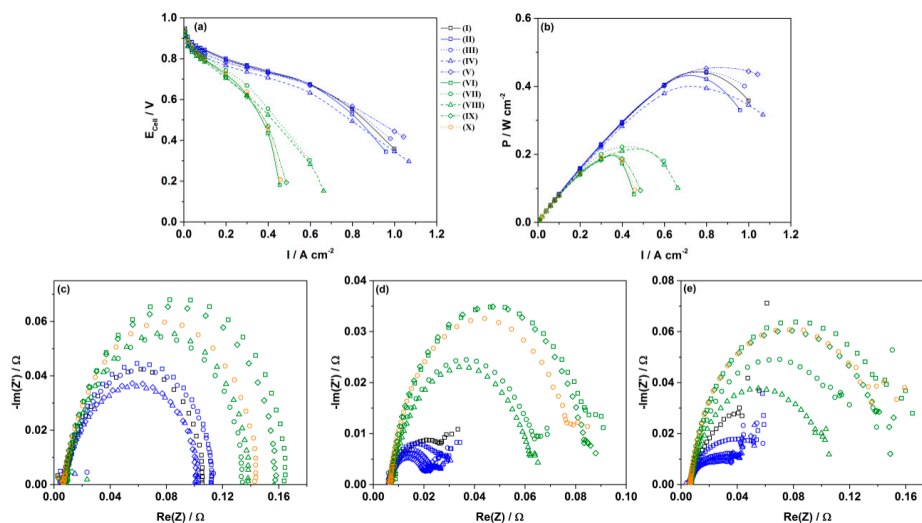 (a)
1.0
0.8
0.6
0.4
0.2
0.0
E_Cell / V
0.0 0.2 0.4 0.6 0.8 1.0 1.2
I / A cm⁻²
(I)
(II)
(III)
(IV)
(V)
(VI)
(VII)
(VIII)
(IX)
(X)
(b)
0.6
0.4
0.2
0.0
P / W cm⁻²
0.0 0.2 0.4 0.6 0.8 1.0 1.2
I / A cm⁻²
(c)
0.06
0.04
0.02
0.00
-Im(Z'') / Ω
0.00 0.04 0.08 0.12 0.16
Re(Z) / Ω
(d)
0.04
0.03
0.02
0.01
0.00
-Im(Z'') / Ω
0.00 0.02 0.04 0.06 0.08 0.10
Re(Z) / Ω
(e)
0.08
0.06
0.04
0.02
0.00
-Im(Z'') / Ω
0.00 0.04 0.08 0.12 0.16
Re(Z) / Ω